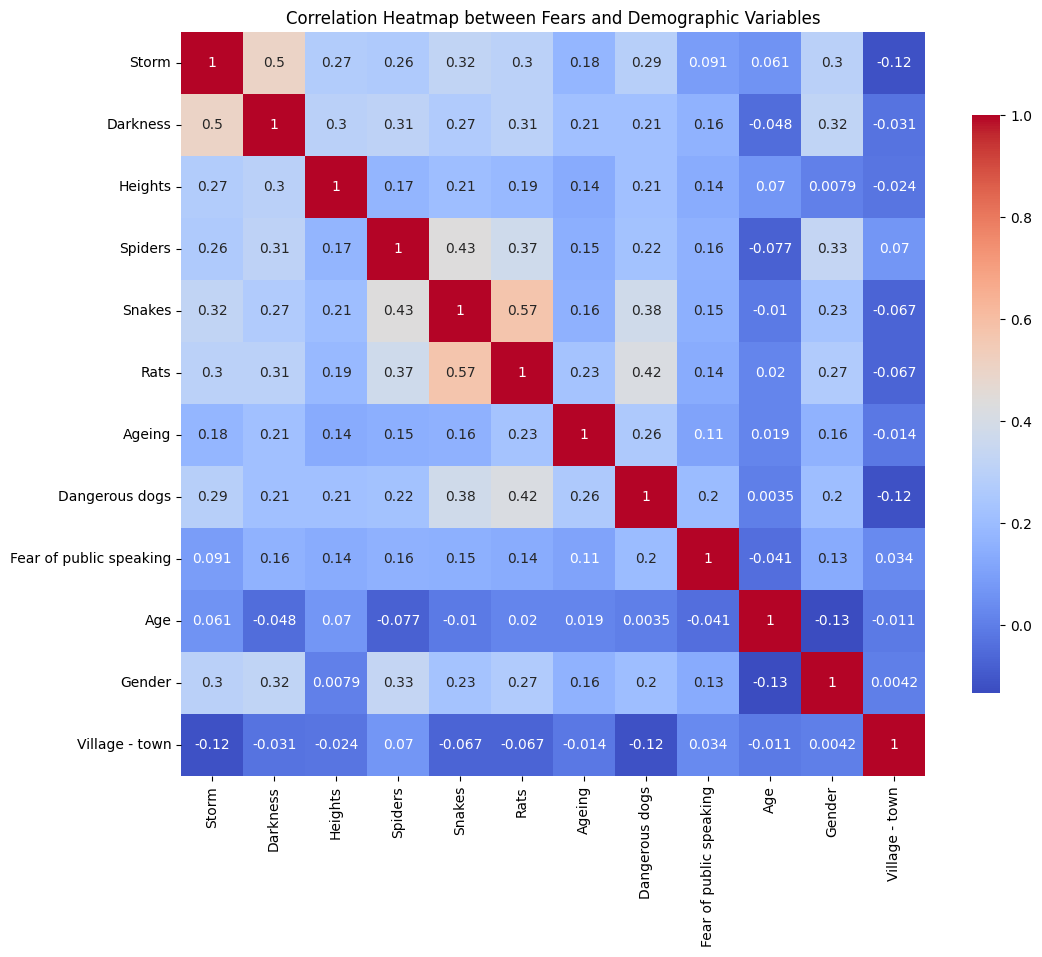 Correlation Heatmap between Fears and Demographic Variables
Storm 1 0.5 0.27 0.26 0.32 0.3 0.18 0.29 0.091 0.061 0.3 -0.12
Darkness 0.5 1 0.3 0.31 0.27 0.31 0.21 0.21 0.16 -0.048 0.32 -0.031
Heights 0.27 0.3 1 0.17 0.21 0.19 0.14 0.21 0.14 0.07 0.0079 -0.024
Spiders 0.26 0.31 0.17 1 0.43 0.37 0.15 0.22 0.16 -0.077 0.33 0.07
Snakes 0.32 0.27 0.21 0.43 1 0.57 0.16 0.38 0.15 -0.01 0.23 -0.067
Rats 0.3 0.31 0.19 0.37 0.57 1 0.23 0.42 0.14 0.02 0.27 -0.067
Ageing 0.18 0.21 0.14 0.15 0.16 0.23 1 0.26 0.11 0.019 0.16 -0.014
Dangerous dogs 0.29 0.21 0.21 0.22 0.38 0.42 0.26 1 0.2 0.0035 0.2 -0.12
Fear of public speaking 0.091 0.16 0.14 0.16 0.15 0.14 0.11 0.2 1 -0.041 0.13 0.034
Age 0.061 -0.048 0.07 -0.077 -0.01 0.02 0.019 0.0035 -0.041 1 -0.13 -0.011
Gender 0.3 0.32 0.0079 0.33 0.23 0.27 0.16 0.2 0.13 -0.13 1 0.0042
Village - town -0.12 -0.031 -0.024 0.07 -0.067 -0.067 -0.014 -0.12 0.034 -0.011 0.0042 1
Storm
Darkness
Heights
Spiders
Snakes
Rats
Ageing
Dangerous dogs
Fear of public speaking
Age
Gender
Village - town
1.0
0.8
0.6
0.4
0.2
0.0